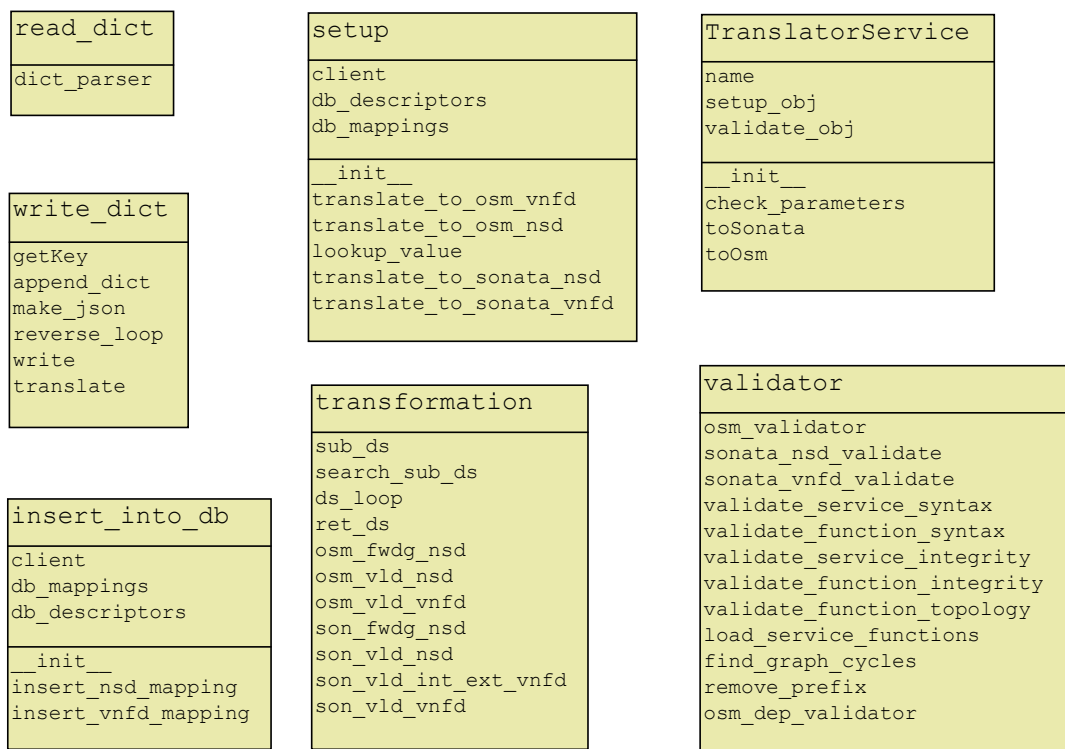 read_dict
dict_parser
write_dict
getKey
append_dict
make_json
reverse_loop
write
translate
insert_into_db
client
db_mappings
db_descriptors
__init__
insert_nsd_mapping
insert_vnfd_mapping
setup
client
db_descriptors
db_mappings
__init__
translate_to_osm_vnfd
translate_to_osm_nsd
lookup_value
translate_to_sonata_nsd
translate_to_sonata_vnfd
transformation
sub_ds
search_sub_ds
ds_loop
ret_ds
osm_fwdg_nsd
osm_vld_nsd
osm_vld_vnfd
son_fwdg_nsd
son_vld_nsd
son_vld_int_ext_vnfd
son_vld_vnfd
TranslatorService
name
setup_obj
validate_obj
__init__
check_parameters
toSonata
toOsm
validator
osm_validator
sonata_nsd_validate
sonata_vnfd_validate
validate_service_syntax
validate_function_syntax
validate_service_integrity
validate_function_integrity
validate_function_topology
load_service_functions
find_graph_cycles
remove_prefix
osm_dep_validator